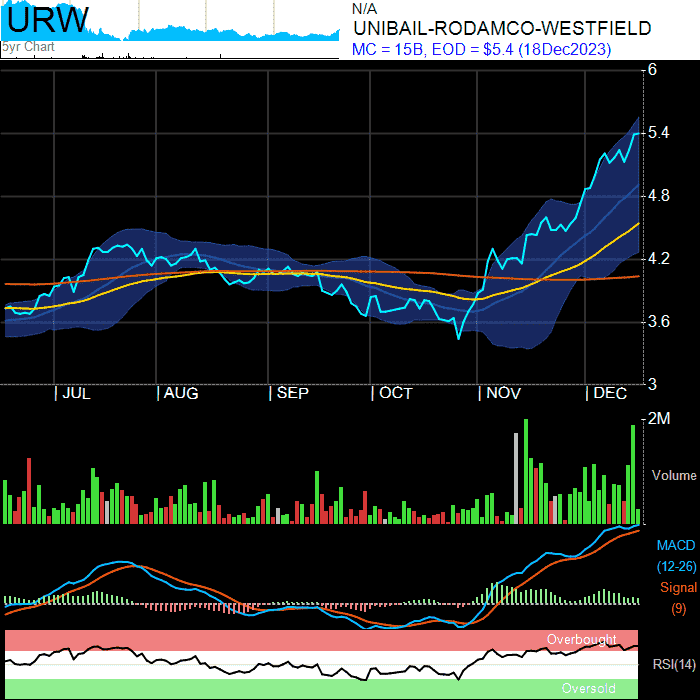 URW
5yr Chart
N/A
UNIBAIL-RODAMCO-WESTFIELD
MC = 15B, EOD = $5.4 (18Dec2023)
6
5.4
4.8
4.2
3.6
3
| JUL | AUG | SEP | OCT | NOV | DEC
2M
Volume
MACD
(12-26)
Signal
(9)
Overbought
RSI(14)
Oversold